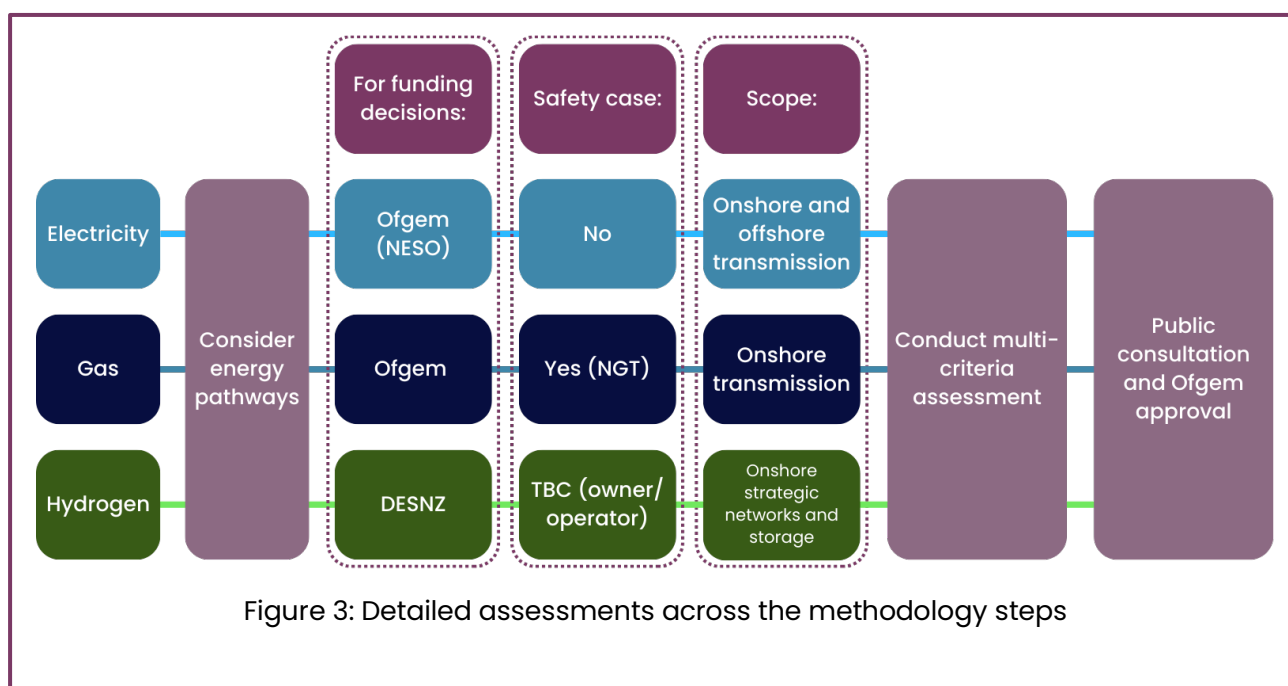 For funding
decisions:
Safety case:
Scope:
Electricity
Consider
energy
pathways
Ofgem
(NESO)
No
Onshore and
offshore
transmission
Conduct multi-
criteria
assessment
Public
consultation
and Ofgem
approval
Gas
Ofgem
Yes (NGT)
Onshore
transmission
Hydrogen
DESNZ
TBC (owner/
operator)
Onshore
strategic
networks and
storage
Figure 3: Detailed assessments across the methodology steps